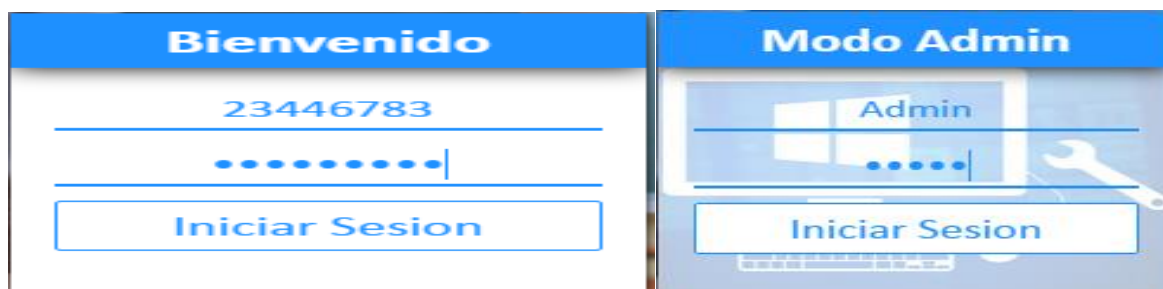 Bienvenido
23446783
•••••••••
Iniciar Sesion
Modo Admin
Admin
•••••
Iniciar Sesion